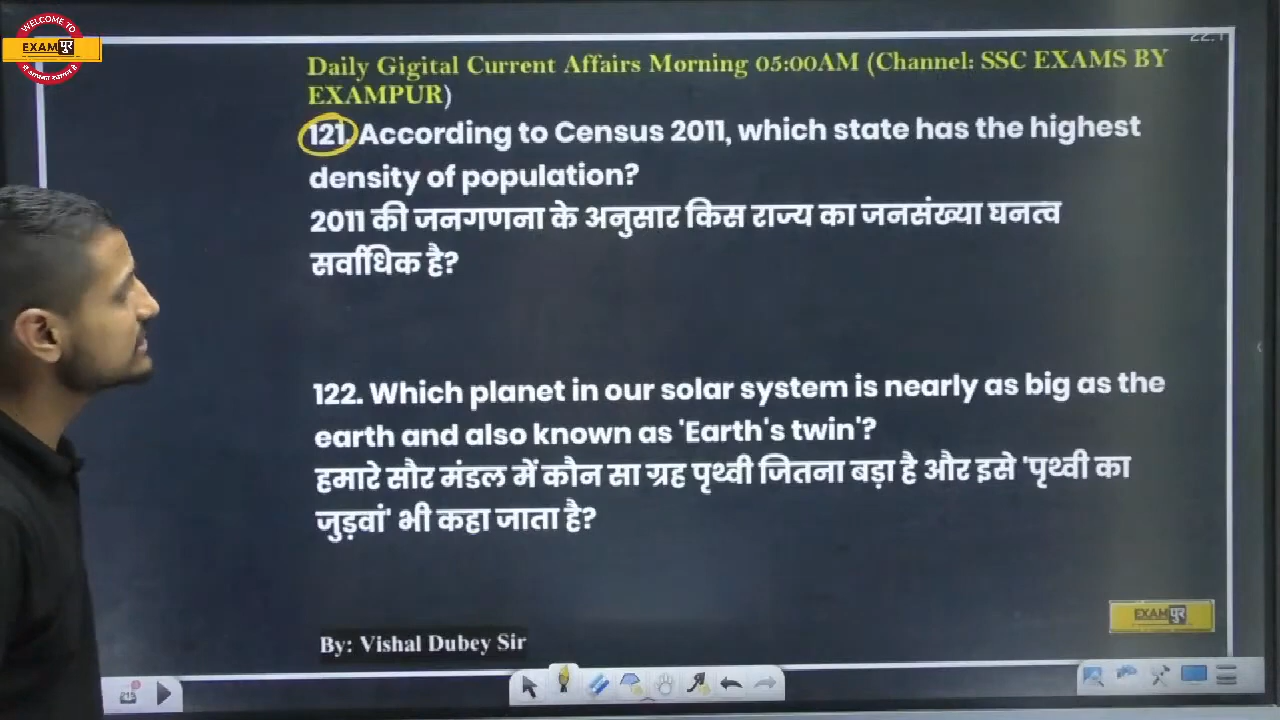 WELCOME TO
EXAMपुर
22:1
Daily Gigital Current Affairs Morning 05:00AM (Channel: SSC EXAMS BY
EXAMPUR)
121. According to Census 2011, which state has the highest
density of population?
2011 की जनगणना के अनुसार किस राज्य का जनसंख्या घनत्व
सर्वाधिक है?
122. Which planet in our solar system is nearly as big as the
earth and also known as 'Earth's twin'?
हमारे सौर मंडल में कौन सा ग्रह पृथ्वी जितना बड़ा है और इसे 'पृथ्वी का
जुड़वां' भी कहा जाता है?
EXAMपुर
By: Vishal Dubey Sir